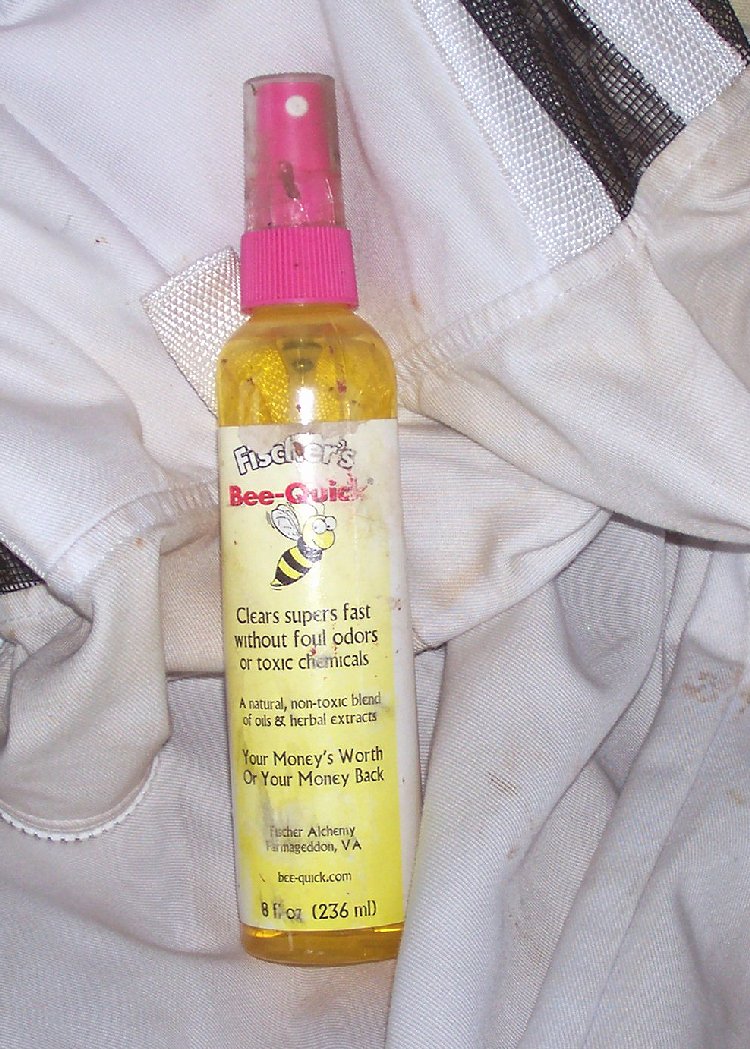 Fischer's
Bee-Quick®
Clears supers fast
without foul odors
or toxic chemicals
A natural, non-toxic blend
of oils & herbal extracts
Your Money's Worth
Or Your Money Back
Fischer Alchemy
Farmageddon, VA
bee-quick.com
8 fl oz (236 ml)